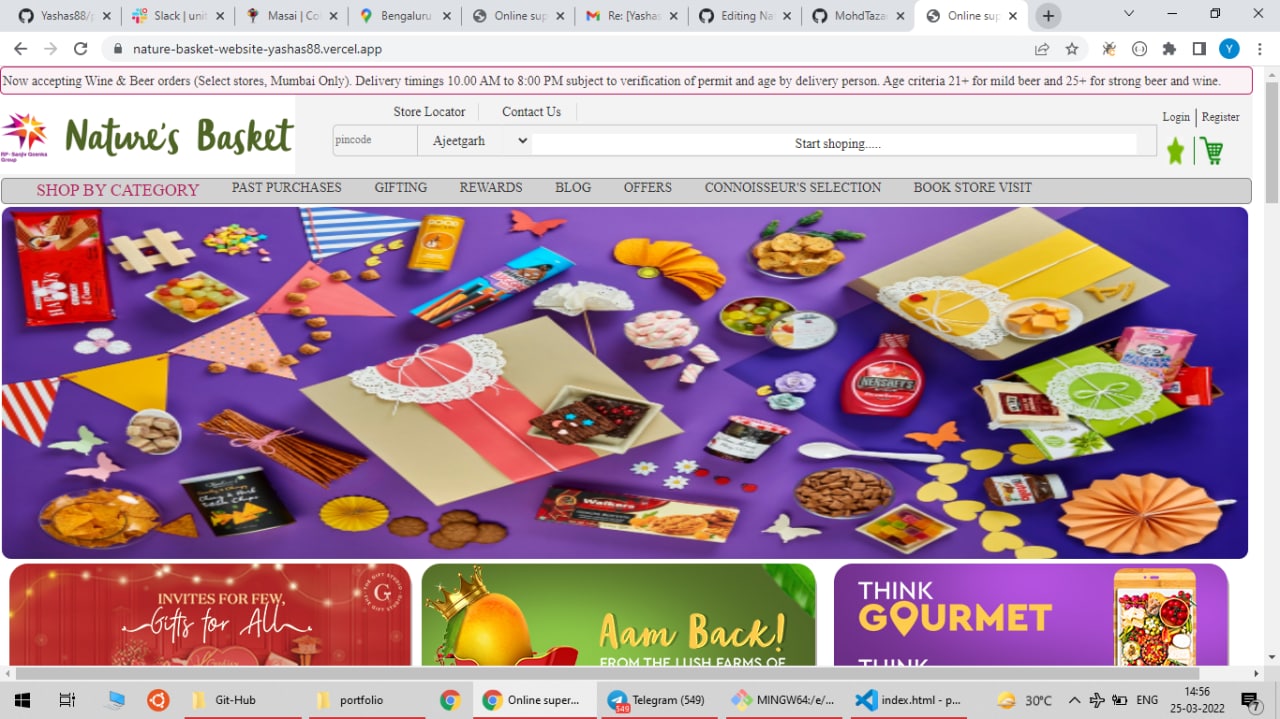 Yashas88/p
Slack | unit
Masai | Co
Bengaluru
Online sup
Re: [Yashas
Editing Nat
MohdTaza
Online sup
nature-basket-website-yashas88.vercel.app
Y
Now accepting Wine & Beer orders (Select stores, Mumbai Only). Delivery timings 10.00 AM to 8:00 PM subject to verification of permit and age by delivery person. Age criteria 21+ for mild beer and 25+ for strong beer and wine.
RP-Sanjiv Goenka
Group
Nature's Basket
Store Locator
Contact Us
Login
Register
pincode
Ajeetgarh
Start shoping.....
SHOP BY CATEGORY
PAST PURCHASES
GIFTING
REWARDS
BLOG
OFFERS
CONNOISSEUR'S SELECTION
BOOK STORE VISIT
HERSHEY'S
Walkers
INVITES FOR FEW,
Gifts for All
G
THE GIFT STUDIO
Aam Back!
FROM THE LUSH FARMS OF
THINK
GOURMET
THINK
Git-Hub
portfolio
Online super...
Telegram (549)
549
MINGW64:/e/...
index.html - p...
30°C
ENG
14:56
25-03-2022
7